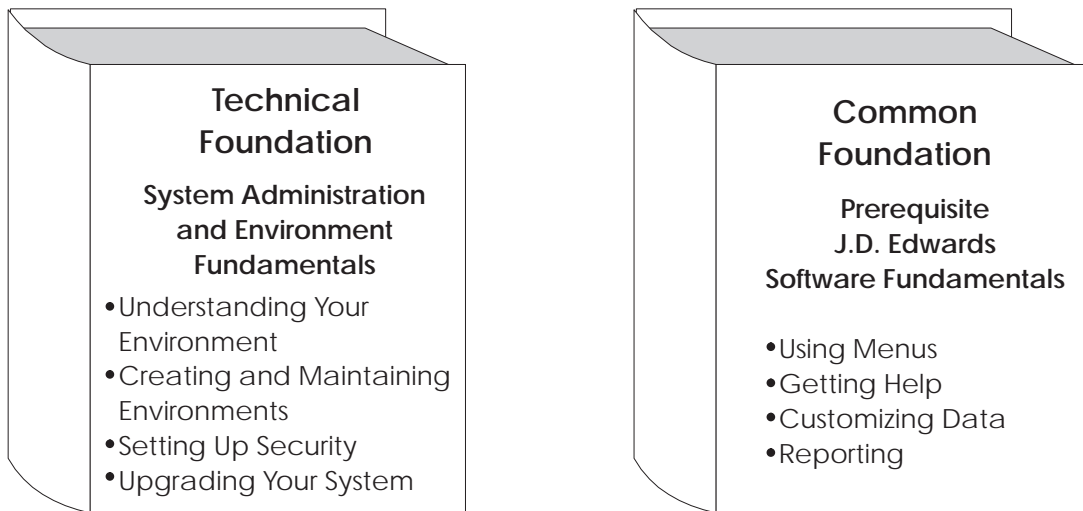 Technical
Foundation
System Administration
and Environment
Fundamentals
•Understanding Your
Environment
•Creating and Maintaining
Environments
•Setting Up Security
•Upgrading Your System
Common
Foundation
Prerequisite
J.D. Edwards
Software Fundamentals
•Using Menus
•Getting Help
•Customizing Data
•Reporting